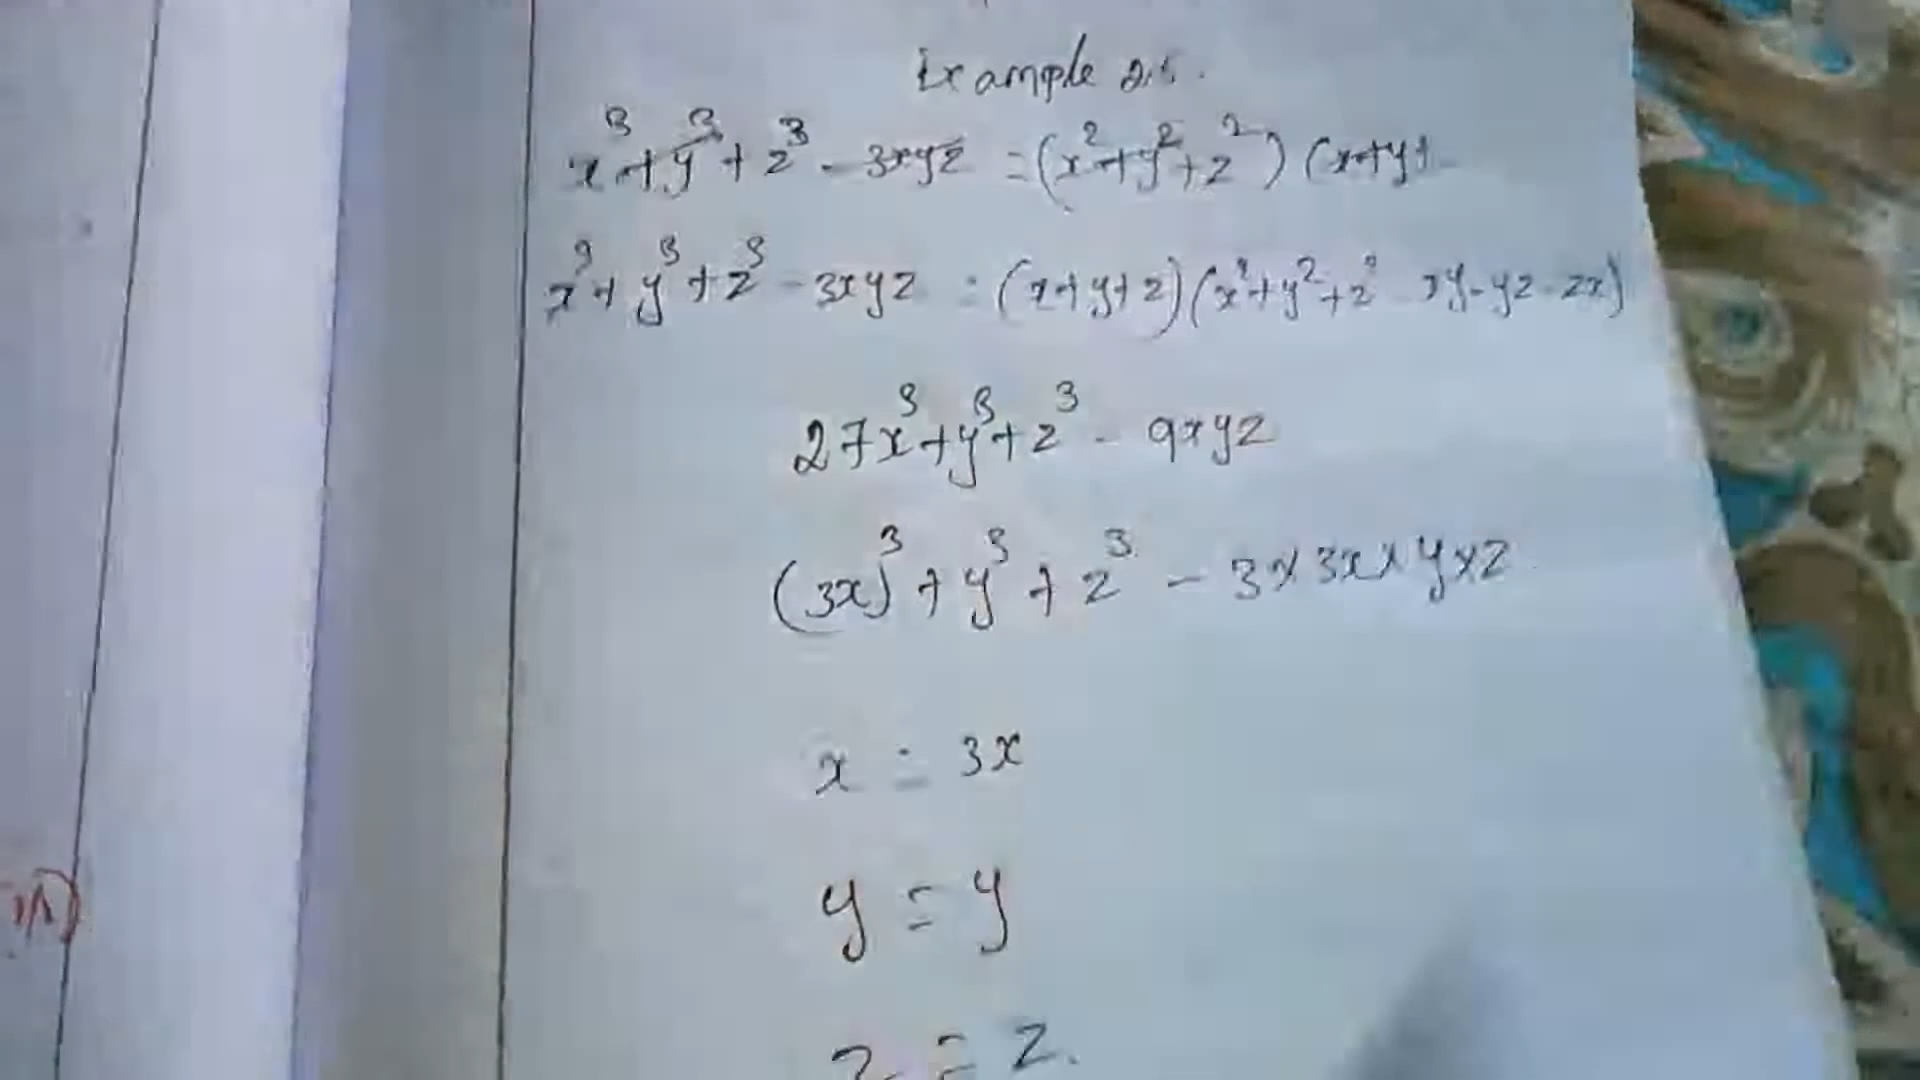 Example
x³ + y³ + z³ - 3xyz = (x² + y² + z²) (x+y+
x³ + y³ + z³ - 3xyz = (x+y+z) (x² + y² + z² - xy - yz - zx)
27x³ + y³ + z³ - 9xyz
(3x)³ + y³ + z³ - 3 × 3x × y × z
x = 3x
y = y
z = z.